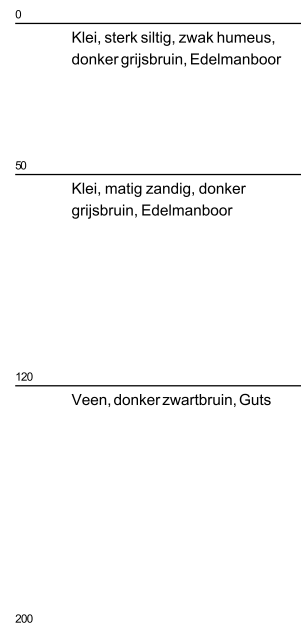 0
Klei, sterk siltig, zwak humeus,
donker grijsbruin, Edelmanboor
50
Klei, matig zandig, donker
grijsbruin, Edelmanboor
120
Veen, donker zwartbruin, Guts
200